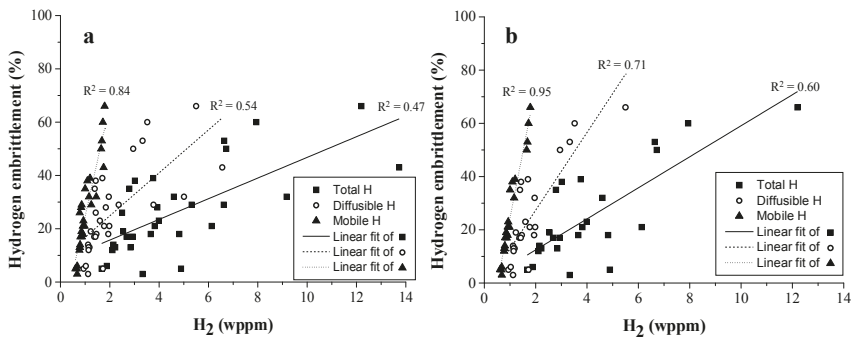 a
100
80
60
40
20
0
Hydrogen embrittlement (%)
R² = 0.84
R² = 0.54
R² = 0.47
Total H
Diffusible H
Mobile H
Linear fit of
Linear fit of
Linear fit of
0 2 4 6 8 10 12 14
H₂ (wppm)
b
100
80
60
40
20
0
Hydrogen embrittlement (%)
R² = 0.95
R² = 0.71
R² = 0.60
Total H
Diffusible H
Mobile H
Linear fit of
Linear fit of
Linear fit of
0 2 4 6 8 10 12 14
H₂ (wppm)